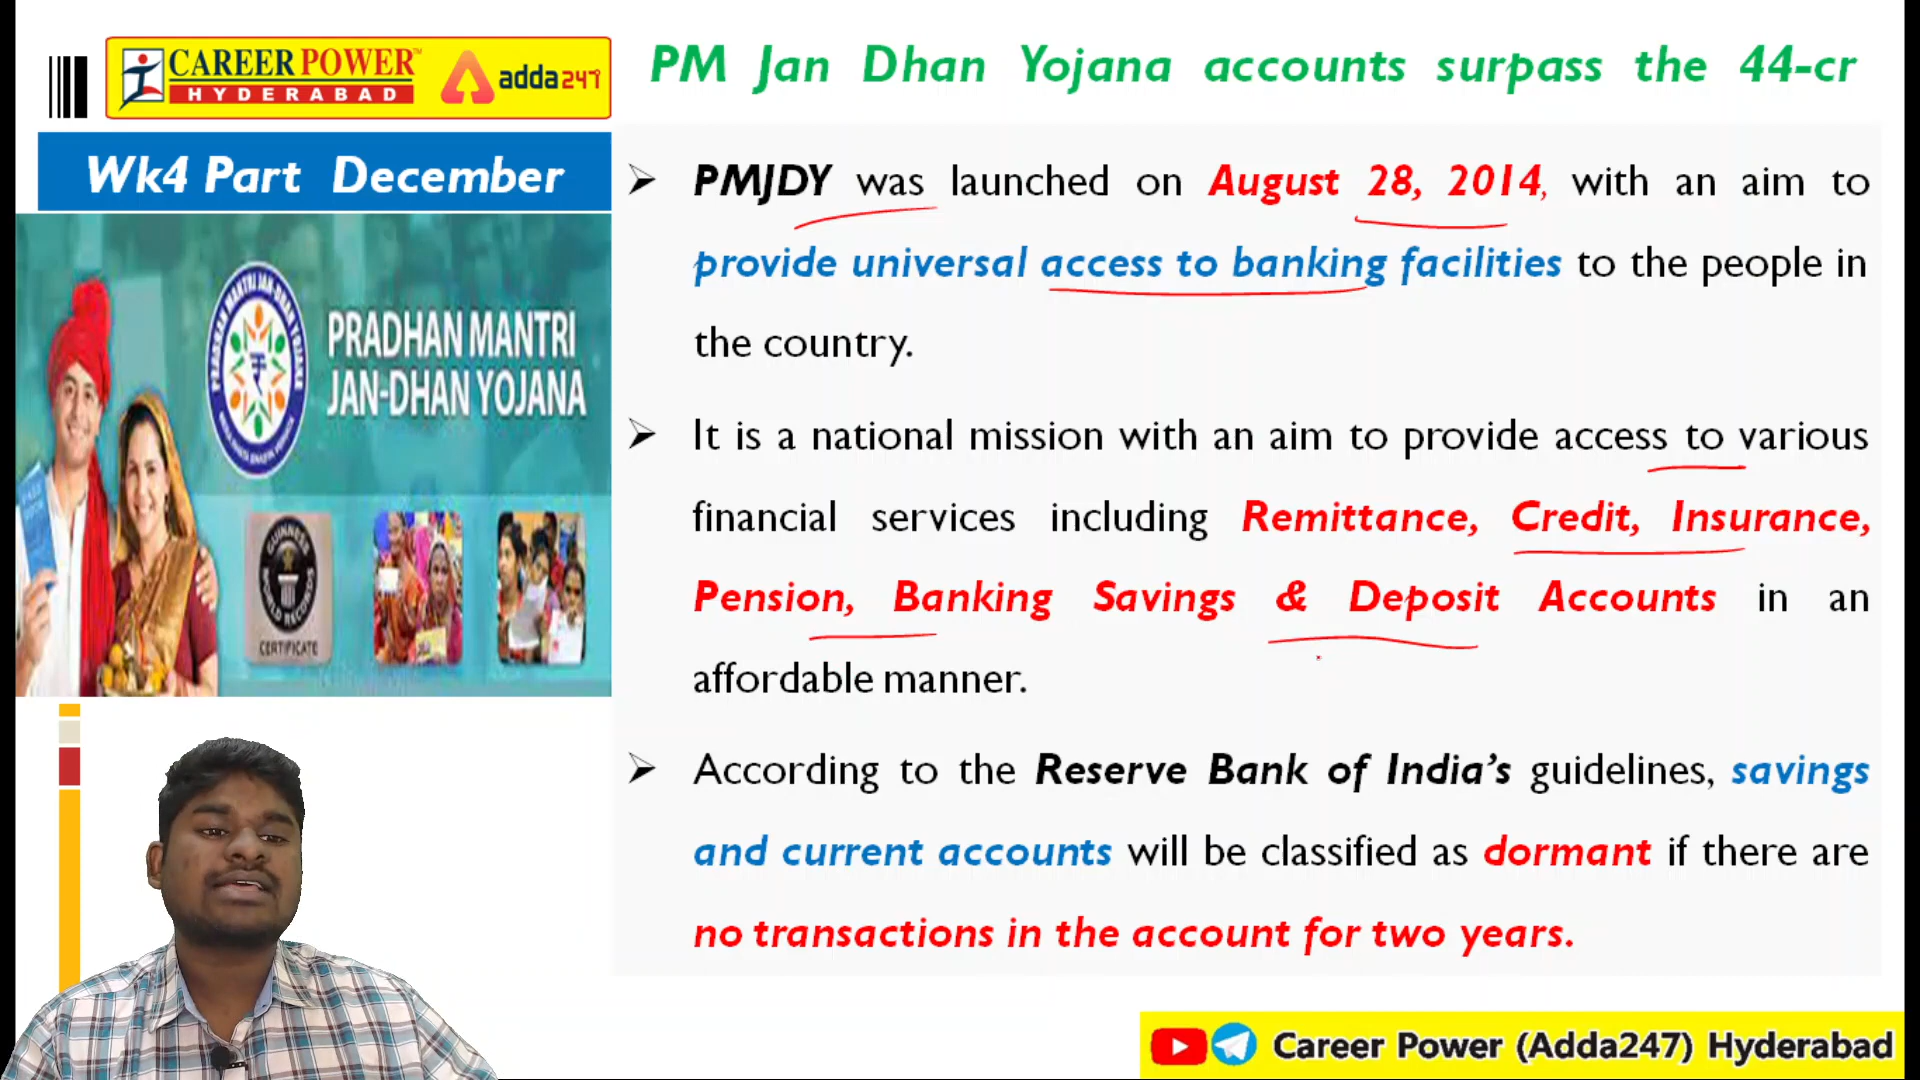 CAREER POWER
HYDERABAD
adda247
PM Jan Dhan Yojana accounts surpass the 44-cr
Wk4 Part December
PRADHAN MANTRI
JAN-DHAN YOJANA
GUINNESS
WORLD RECORDS
CERTIFICATE
PMJDY was launched on August 28, 2014, with an aim to
provide universal access to banking facilities to the people in
the country.
It is a national mission with an aim to provide access to various
financial services including Remittance, Credit, Insurance,
Pension, Banking Savings & Deposit Accounts in an
affordable manner.
According to the Reserve Bank of India’s guidelines, savings
and current accounts will be classified as dormant if there are
no transactions in the account for two years.
Career Power (Adda247) Hyderabad